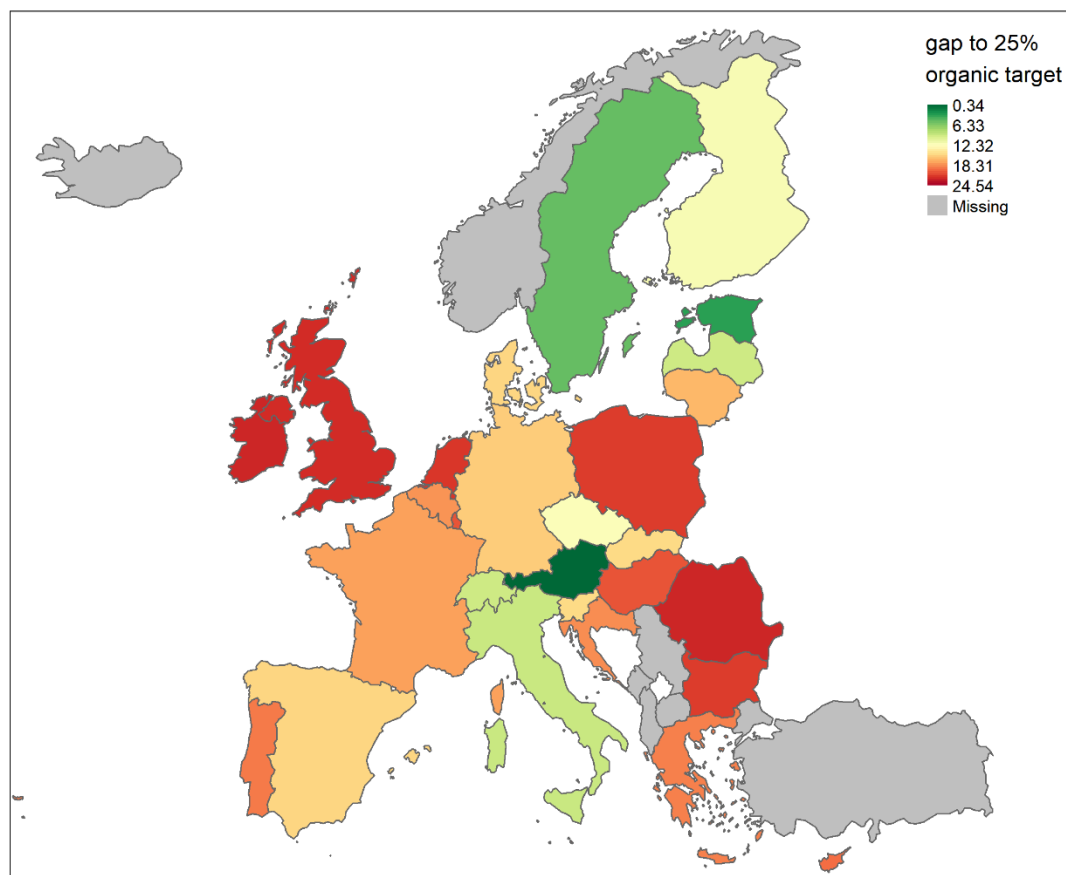 gap to 25%
organic target
0.34
6.33
12.32
18.31
24.54
Missing